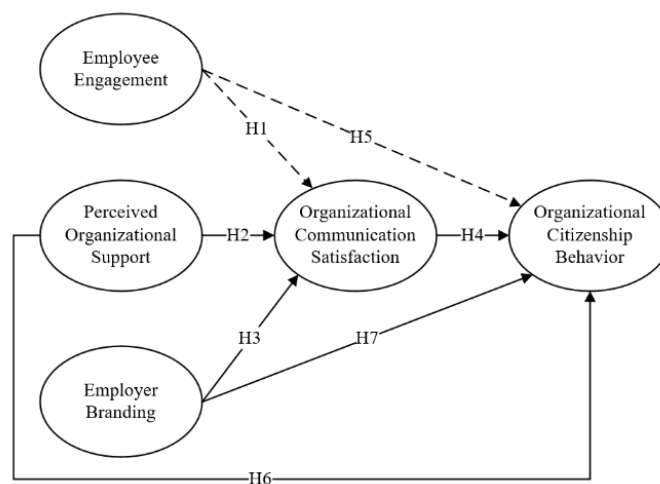 Employee
Engagement
H1
H5
Perceived
Organizational
Support
H2
Organizational
Communication
Satisfaction
H4
Organizational
Citizenship
Behavior
H3
H7
Employer
Branding
H6